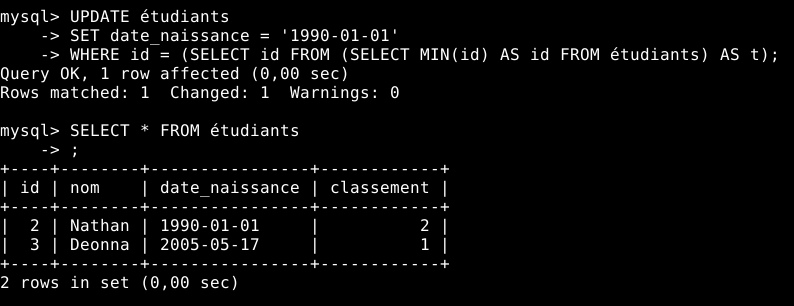 mysql> UPDATE étudiants
    -> SET date_naissance = '1990-01-01'
    -> WHERE id = (SELECT id FROM (SELECT MIN(id) AS id FROM étudiants) AS t);
Query OK, 1 row affected (0,00 sec)
Rows matched: 1  Changed: 1  Warnings: 0

mysql> SELECT * FROM étudiants
    -> ;
+----+--------+----------------+------------+
| id | nom    | date_naissance | classement |
+----+--------+----------------+------------+
|  2 | Nathan | 1990-01-01     |          2 |
|  3 | Deonna | 2005-05-17     |          1 |
+----+--------+----------------+------------+
2 rows in set (0,00 sec)